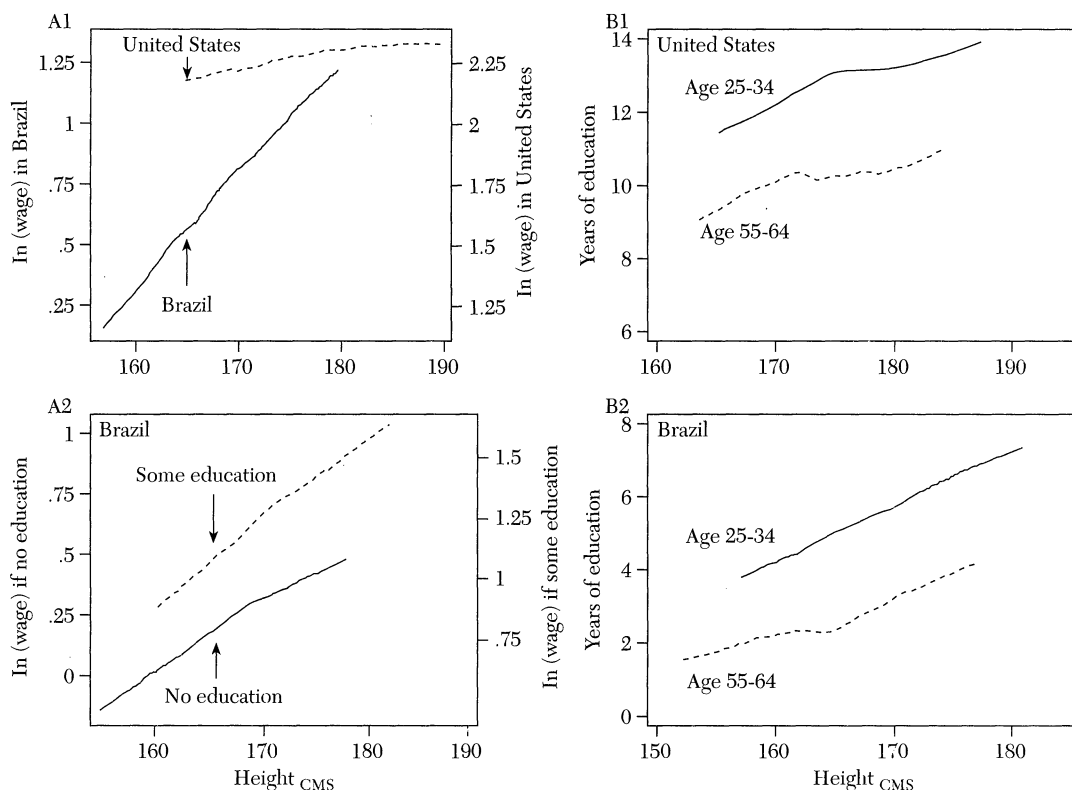 A1
United States
Brazil
1.25
1
.75
.5
.25
ln (wage) in Brazil
2.25
2
1.75
1.5
1.25
ln (wage) in United States
160
170
180
190
B1
United States
Age 25-34
Age 55-64
14
12
10
8
6
Years of education
160
170
180
190
A2
Brazil
Some education
No education
1
.75
.5
.25
0
ln (wage) if no education
1.5
1.25
1
.75
ln (wage) if some education
160
170
180
190
Height CMS
B2
Brazil
Age 25-34
Age 55-64
8
6
4
2
0
Years of education
150
160
170
180
Height CMS